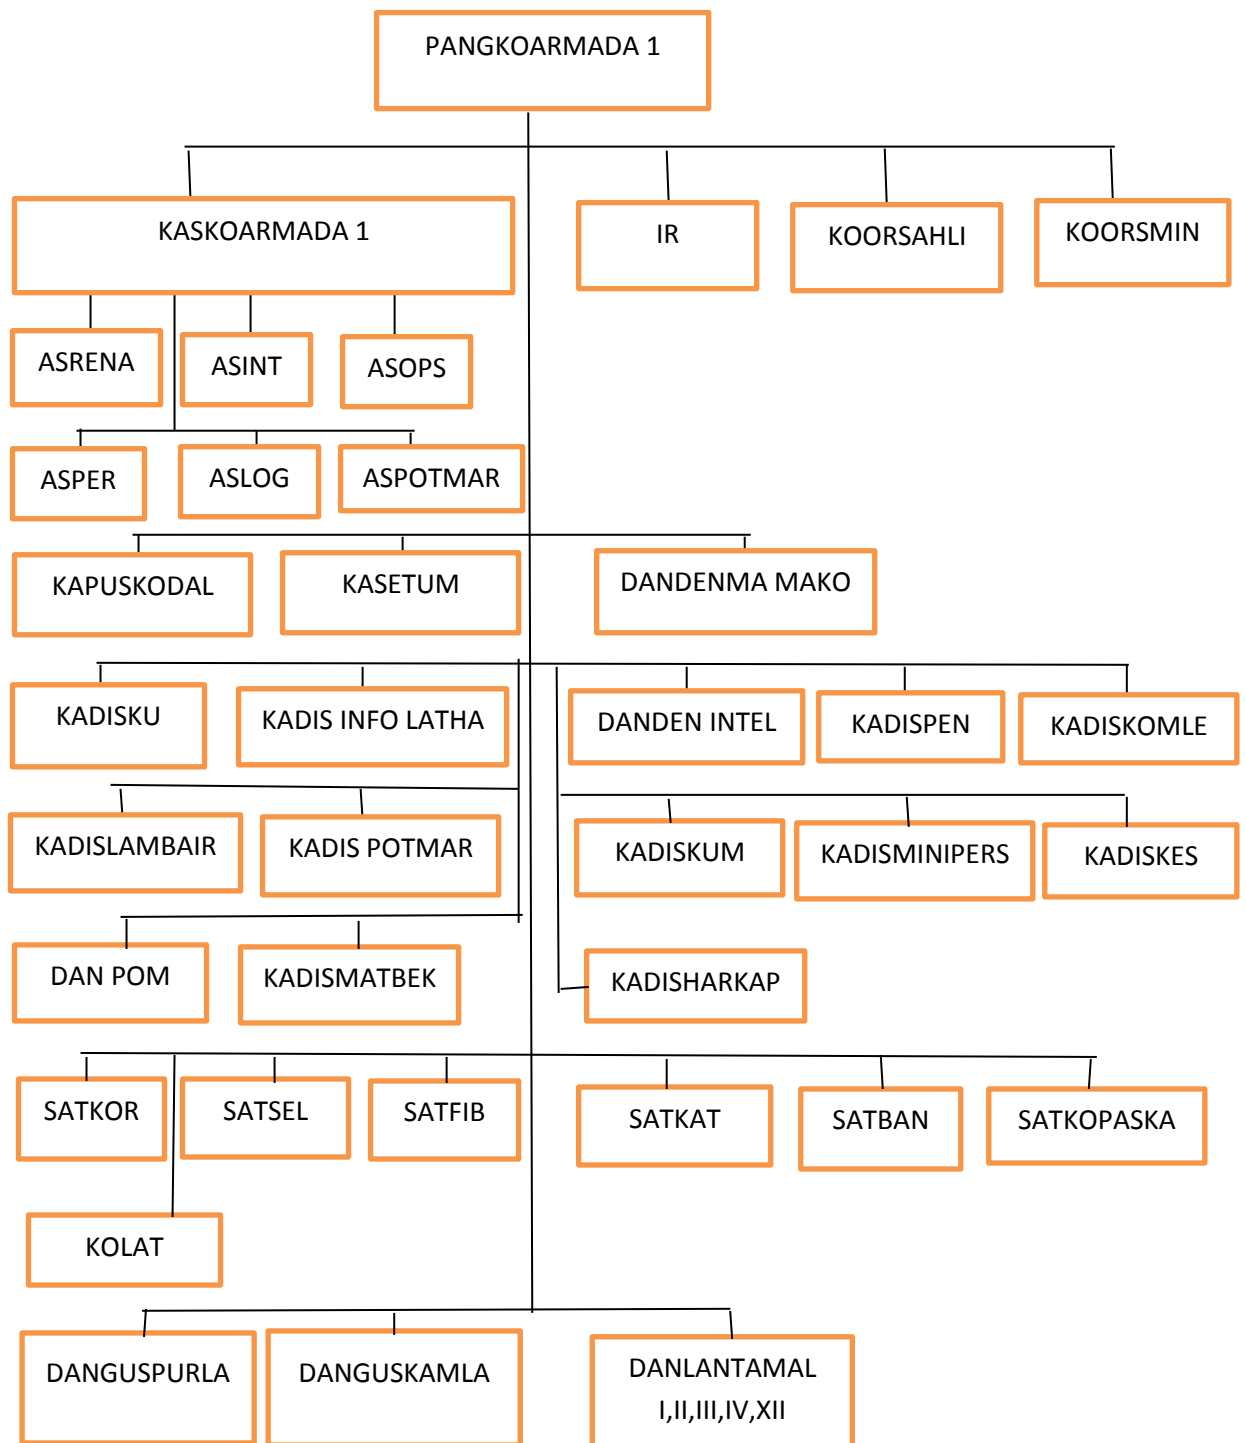 PANGKOARMADA 1
KASKOARMADA 1
IR
KOORSAHLI
KOORSMIN
ASRENA
ASINT
ASOPS
ASPER
ASLOG
ASPOTMAR
KAPUSKODAL
KASETUM
DANDENMA MAKO
KADISKU
KADIS INFO LATHA
DANDEN INTEL
KADISPEN
KADISKOMLE
KADISLAMBAIR
KADIS POTMAR
KADISKUM
KADISMINIPERS
KADISKES
DAN POM
KADISMATBEK
KADISHARKAP
SATKOR
SATSEL
SATFIB
SATKAT
SATBAN
SATKOPASKA
KOLAT
DANGUSPURLA
DANGUSKAMLA
DANLANTAMAL
I,II,III,IV,XII